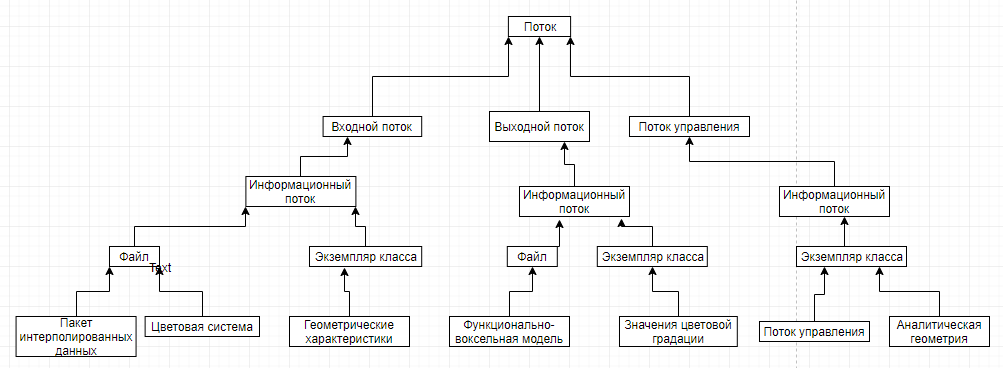 Поток
Входной поток
Выходной поток
Поток управления
Информационный
поток
Информационный
поток
Информационный
поток
Файл
Text
Экземпляр класса
Файл
Экземпляр класса
Экземпляр класса
Пакет
интерполированных
данных
Цветовая система
Геометрические
характеристики
Функционально-
воксельная модель
Значения цветовой
градации
Поток управления
Аналитическая
геометрия